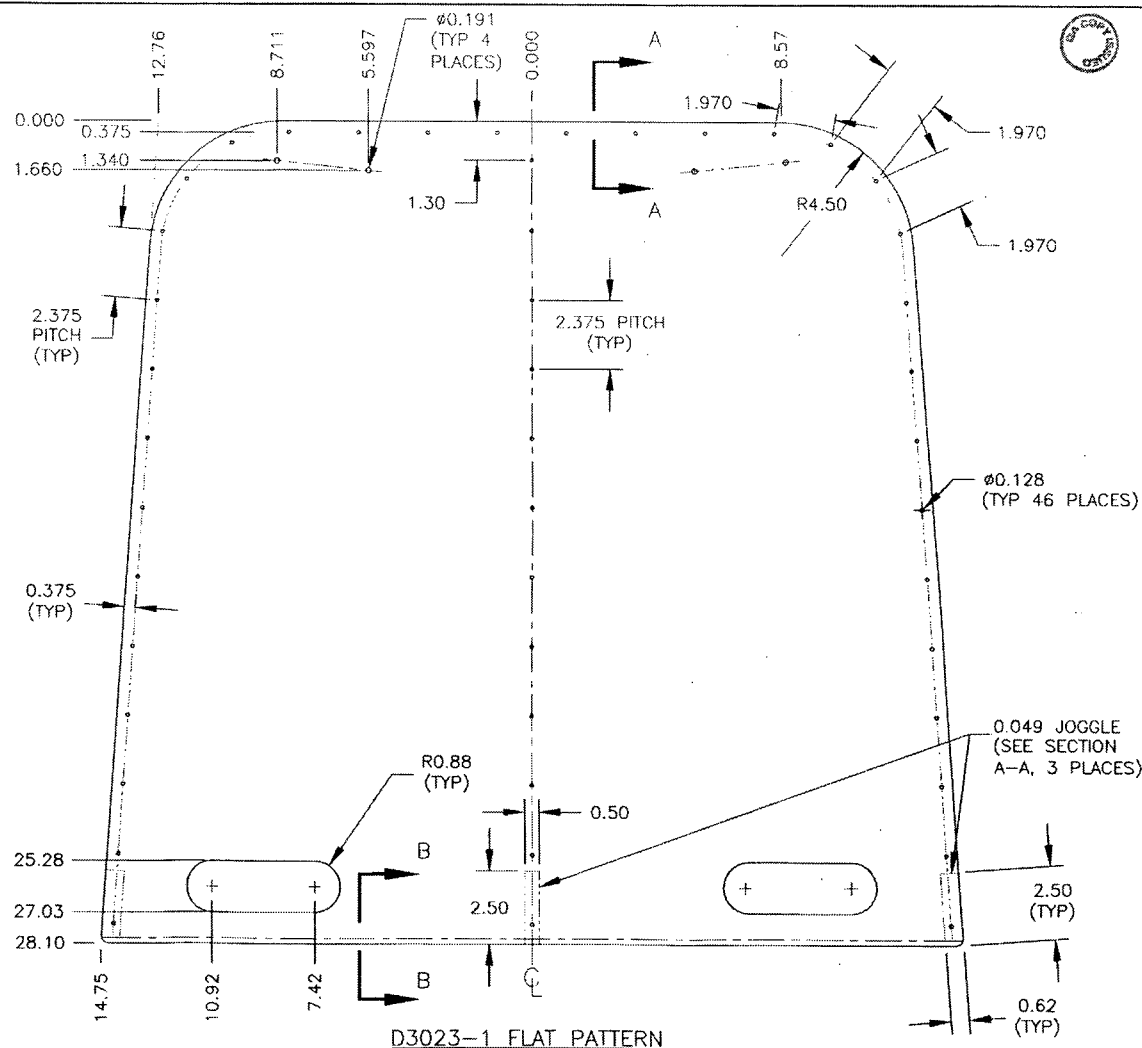 12.76
8.711
5.597
ø0.191
(TYP 4
PLACES)
0.000
A
8.57
COPY ISSUED
0.000
0.375
1.340
1.660
1.970
1.970
1.30
A
R4.50
1.970
2.375
PITCH
(TYP)
2.375 PITCH
(TYP)
ø0.128
(TYP 46 PLACES)
0.375
(TYP)
R0.88
(TYP)
0.049 JOGGLE
(SEE SECTION
A-A, 3 PLACES)
0.50
25.28
B
27.03
2.50
2.50
(TYP)
28.10
14.75
10.92
7.42
B
CL
0.62
(TYP)
D3023-1 FLAT PATTERN